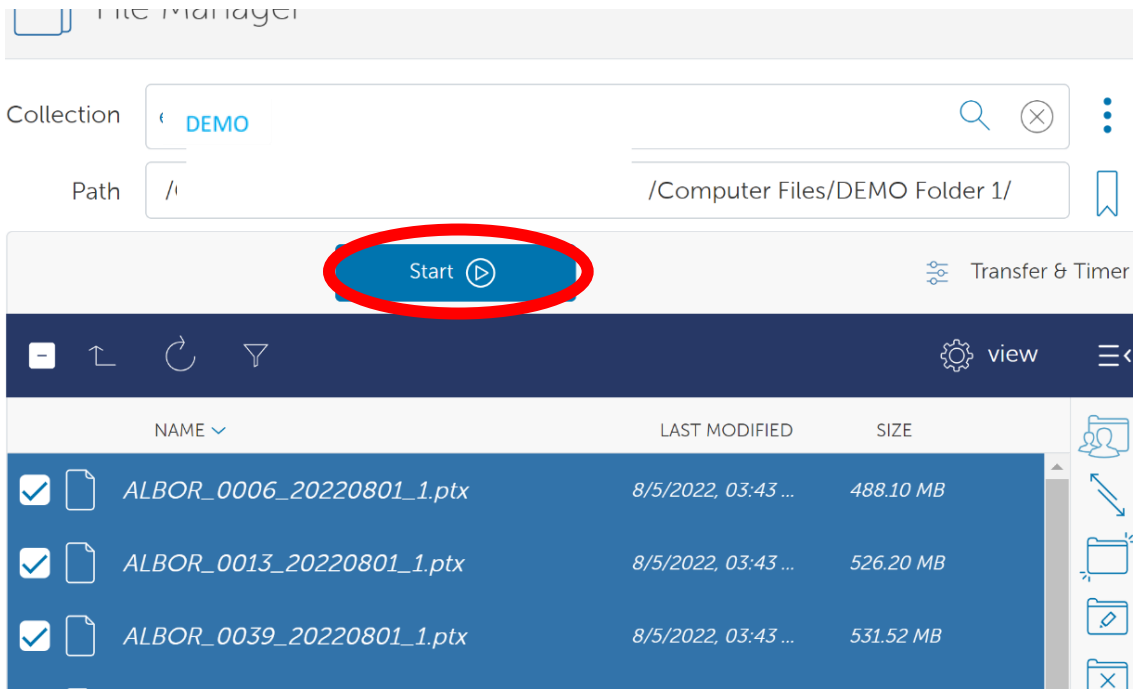 File Manager
Collection DEMO
Path / /Computer Files/DEMO Folder 1/
Start
Transfer & Timer
view
NAME LAST MODIFIED SIZE
ALBOR_0006_20220801_1.ptx 8/5/2022, 03:43 ... 488.10 MB
ALBOR_0013_20220801_1.ptx 8/5/2022, 03:43 ... 526.20 MB
ALBOR_0039_20220801_1.ptx 8/5/2022, 03:43 ... 531.52 MB